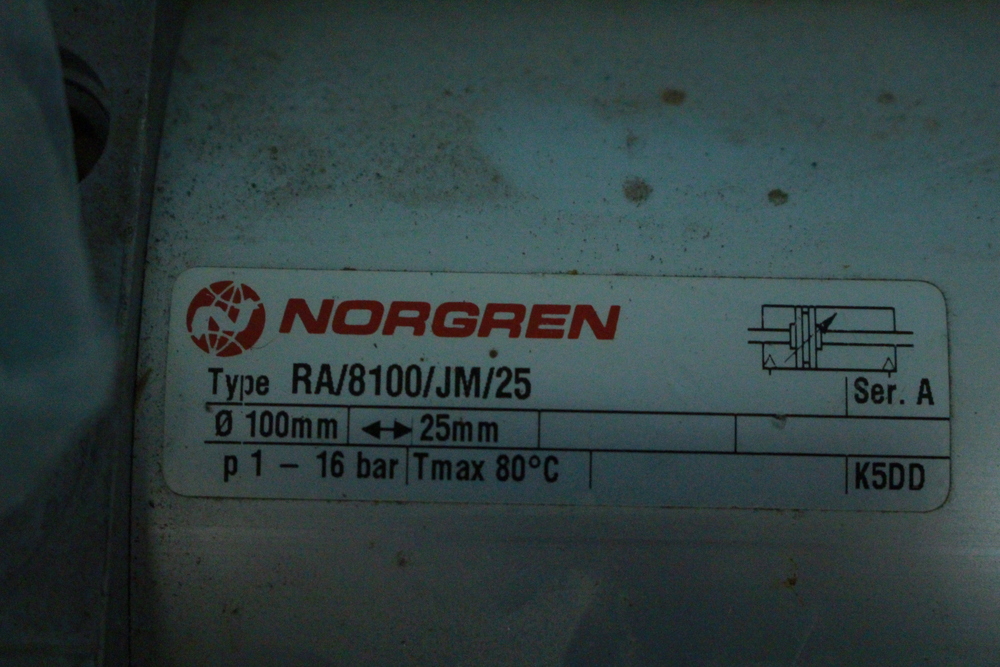 NORGREN
Type RA/8100/JM/25 Ser. A
Ø 100mm 25mm
p 1 - 16 bar Tmax 80°C K5DD